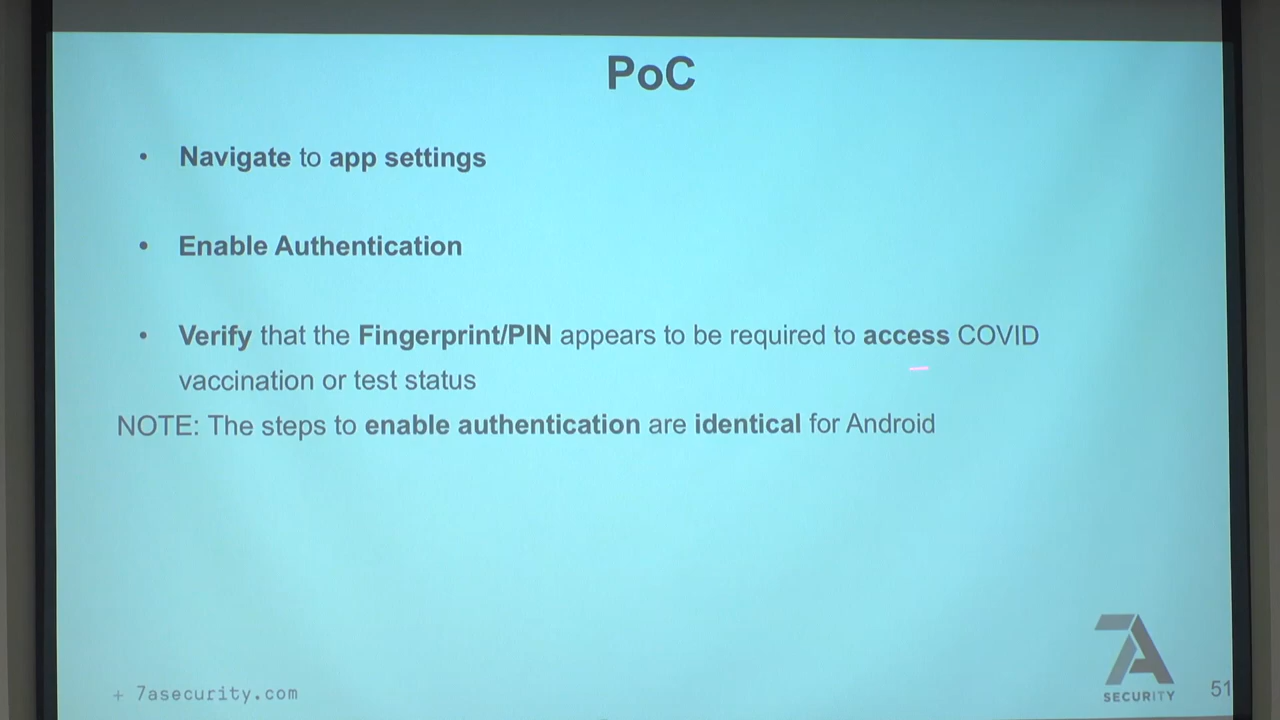 PoC
• Navigate to app settings
• Enable Authentication
• Verify that the Fingerprint/PIN appears to be required to access COVID
vaccination or test status
NOTE: The steps to enable authentication are identical for Android
+ 7asecurity.com
7A
SECURITY
51